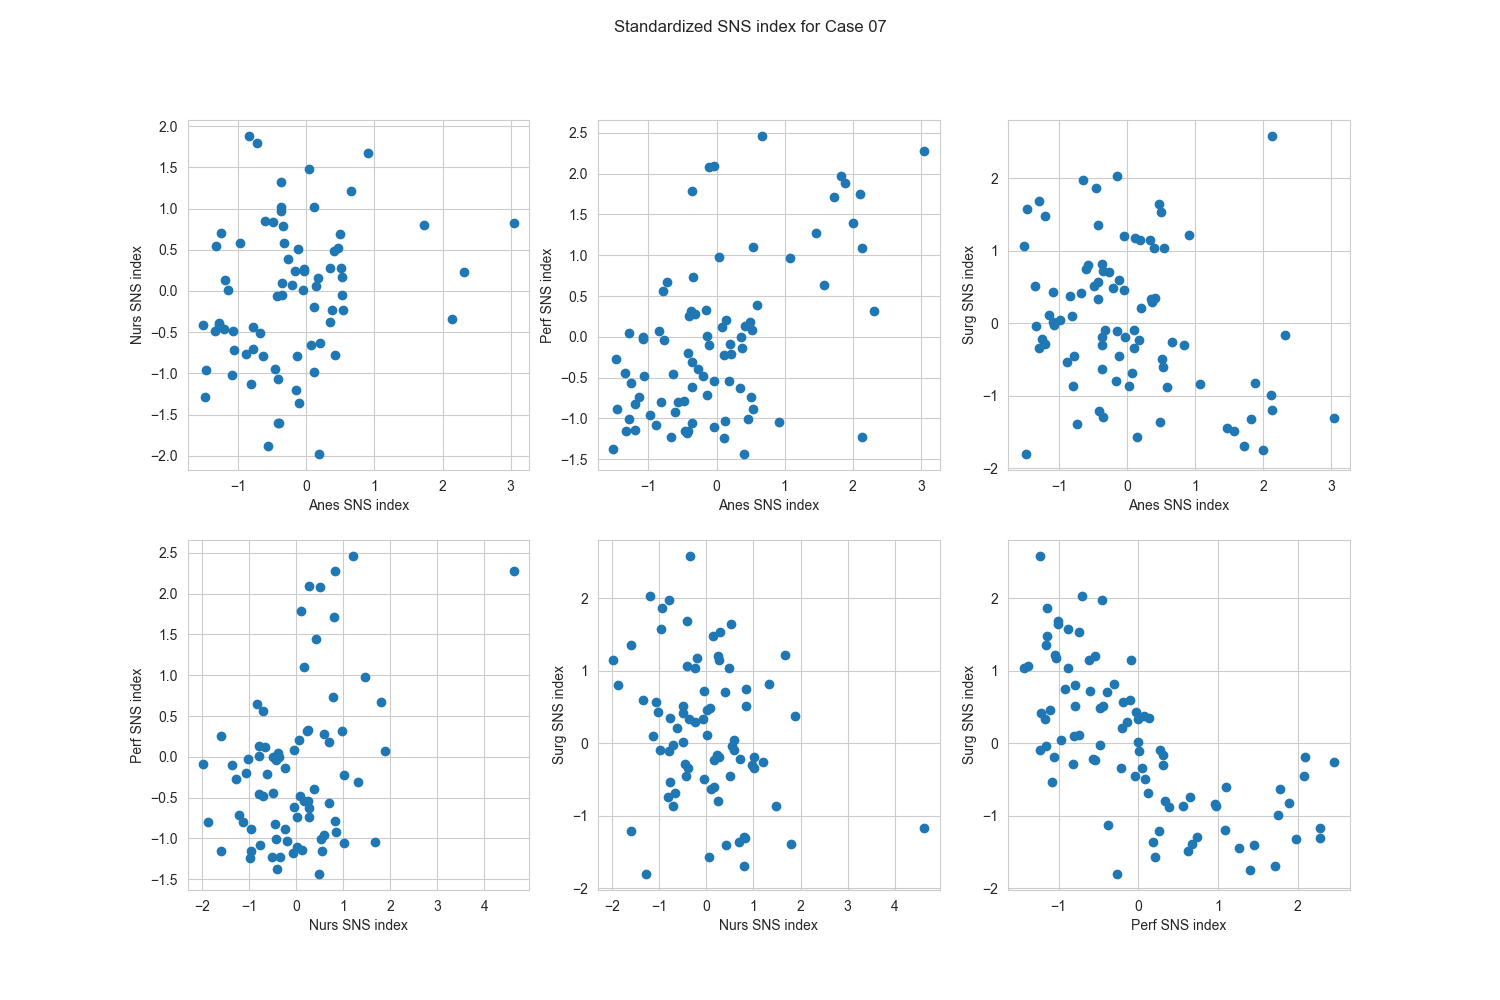 Standardized SNS index for Case 07
2.0
1.5
1.0
0.5
0.0
−0.5
−1.0
−1.5
−2.0
Nurs SNS index
−1 0 1 2 3
Anes SNS index
2.5
2.0
1.5
1.0
0.5
0.0
−0.5
−1.0
−1.5
Perf SNS index
−1 0 1 2 3
Anes SNS index
2
1
0
−1
−2
Surg SNS index
−1 0 1 2 3
Anes SNS index
2.5
2.0
1.5
1.0
0.5
0.0
−0.5
−1.0
−1.5
Perf SNS index
−2 −1 0 1 2 3 4
Nurs SNS index
2
1
0
−1
−2
Surg SNS index
−2 −1 0 1 2 3 4
Nurs SNS index
2
1
0
−1
−2
Surg SNS index
−1 0 1 2
Perf SNS index